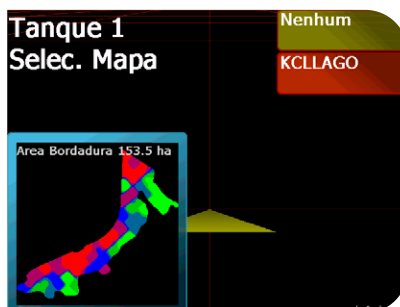 Tanque 1
Selec. Mapa
Nenhum
KCLLAGO
Area Bordadura 153.5 ha